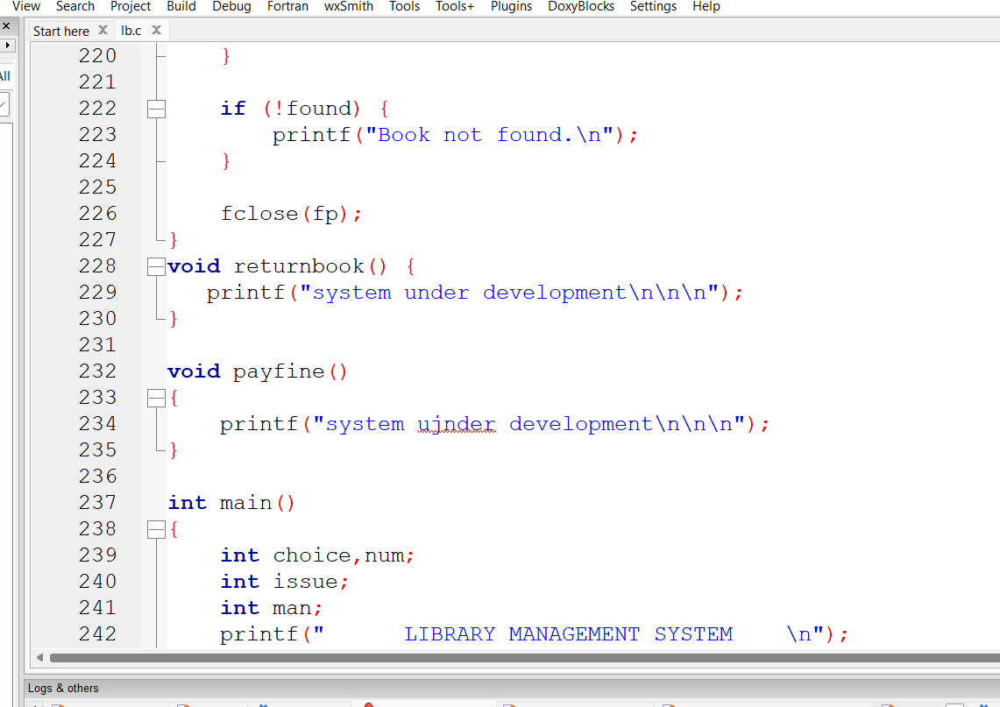 View Search Project Build Debug Fortran wxSmith Tools Tools+ Plugins DoxyBlocks Settings Help
Start here lb.c
All
220 }
221
222 if (!found) {
223 printf("Book not found.\n");
224 }
225
226 fclose(fp);
227 }
228 void returnbook() {
229 printf("system under development\n\n\n");
230 }
231
232 void payfine()
233 {
234 printf("system ujnder development\n\n\n");
235 }
236
237 int main()
238 {
239 int choice,num;
240 int issue;
241 int man;
242 printf("      LIBRARY MANAGEMENT SYSTEM    \n");
Logs & others